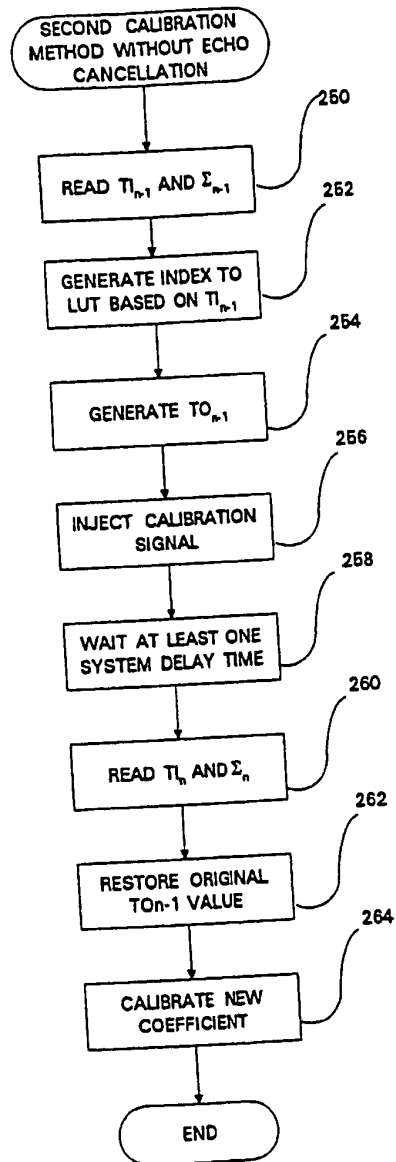 SECOND CALIBRATION
METHOD WITHOUT ECHO
CANCELLATION
250
READ TIₙ₋₁ AND Σₙ₋₁
252
GENERATE INDEX TO
LUT BASED ON TIₙ₋₁
254
GENERATE TOₙ₋₁
256
INJECT CALIBRATION
SIGNAL
258
WAIT AT LEAST ONE
SYSTEM DELAY TIME
260
READ TIₙ AND Σₙ
262
RESTORE ORIGINAL
TOn-1 VALUE
264
CALIBRATE NEW
COEFFICIENT
END